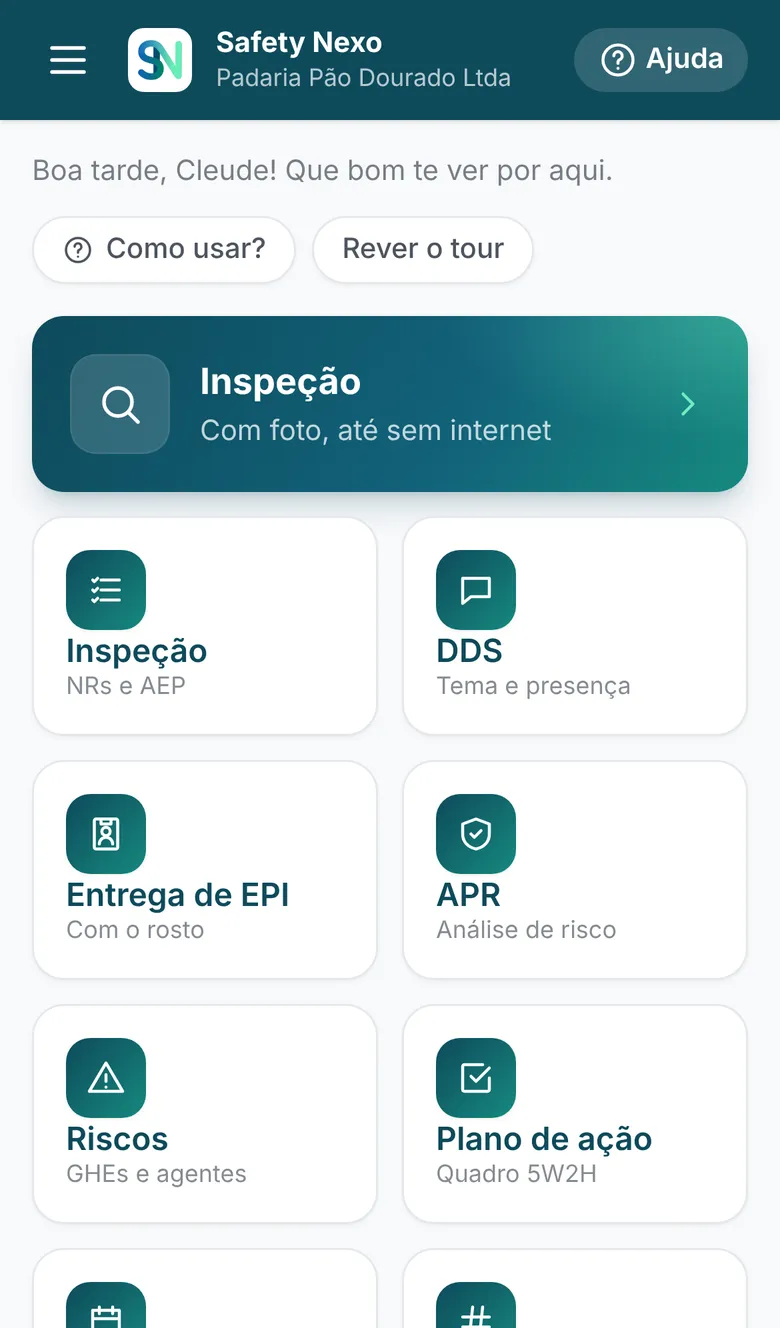 SN
Safety Nexo
Padaria Pão Dourado Ltda
Ajuda
Boa tarde, Cleude! Que bom te ver por aqui.
Como usar?
Rever o tour
Inspeção
Com foto, até sem internet
Inspeção
NRs e AEP
DDS
Tema e presença
Entrega de EPI
Com o rosto
APR
Análise de risco
Riscos
GHEs e agentes
Plano de ação
Quadro 5W2H